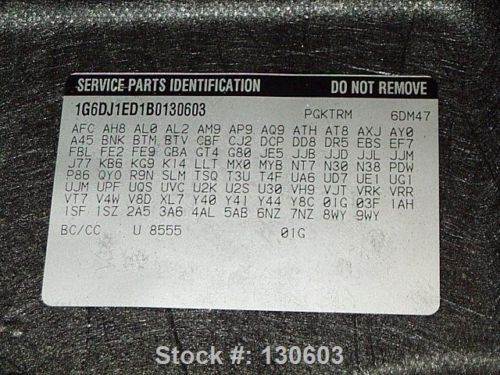 SERVICE PARTS IDENTIFICATION DO NOT REMOVE
1G6DJ1ED1B0130603 PGKTRM 6DM47
AFC AH8 AL0 AL2 AM9 AP9 AQ9 ATH AT8 AXJ AY0
A45 BNK BTM BTV CBF CJ2 DCP DD8 DR5 EBS EF7
FBL FE2 FE9 GBA GT4 G80 JE5 JJB JJD JJL JJM
J77 KB6 KG9 KI4 LLT MX0 MYB NT7 N30 N38 PDW
P86 QY0 R9N SLM TSQ T3U T4F UA6 UD7 UE1 UG1
UJM UPF UVC U2K U2S U30 VH9 VJT VRK VRR
VT7 V4W V8D XL7 Y40 Y41 Y44 Y8C 0IG 03F 1AH
1SF 1SZ 2A5 3A6 4AL 5AB 6NZ 7NZ 8WY 9WY
BC/CC U 8555 0IG
Stock #: 130603